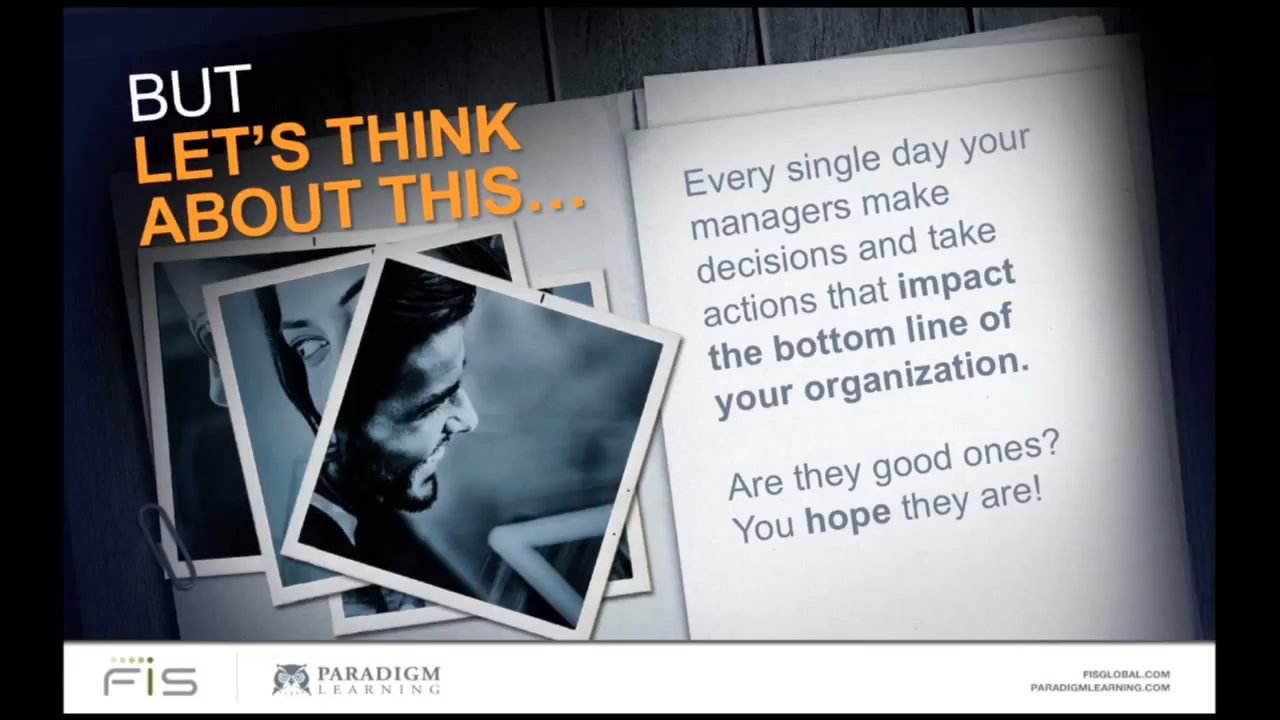 BUT
LET'S THINK
ABOUT THIS...
Every single day your
managers make
decisions and take
actions that impact
the bottom line of
your organization.
Are they good ones?
You hope they are!
FIS
PARADIGM
LEARNING
FISGLOBAL.COM
PARADIGMLEARNING.COM